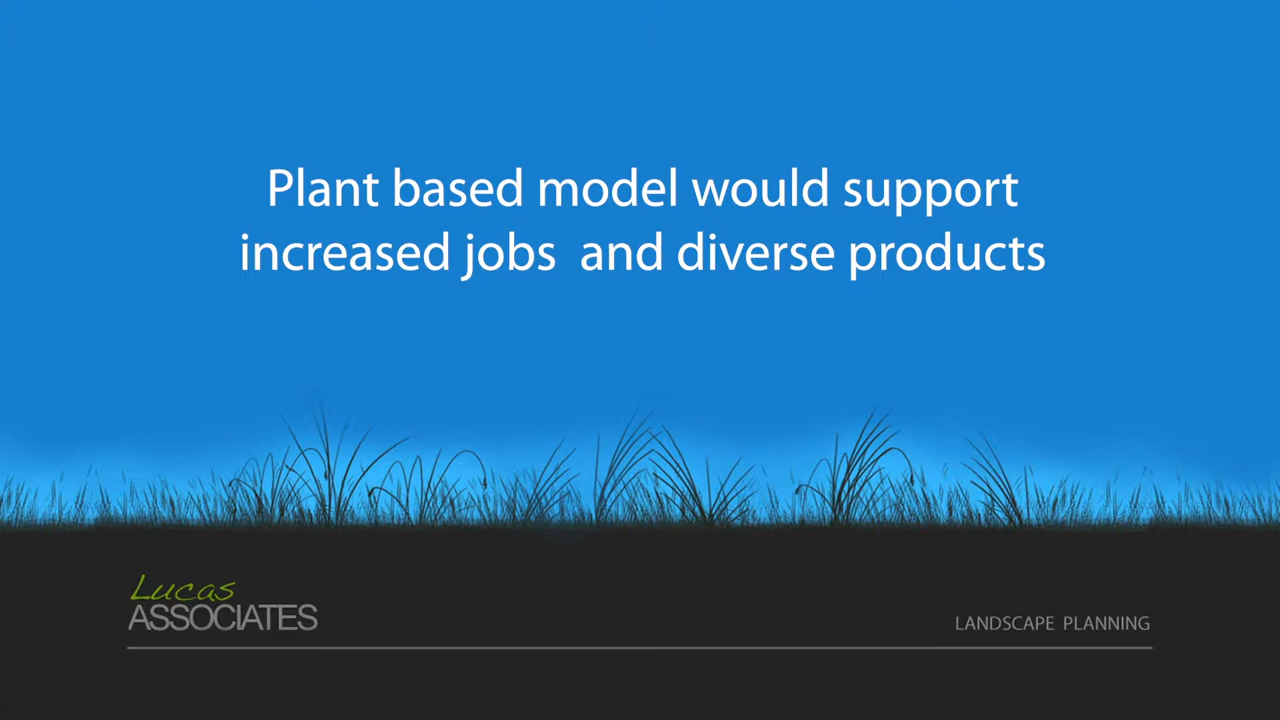 Plant based model would support
increased jobs  and diverse products
Lucas
ASSOCIATES
LANDSCAPE PLANNING